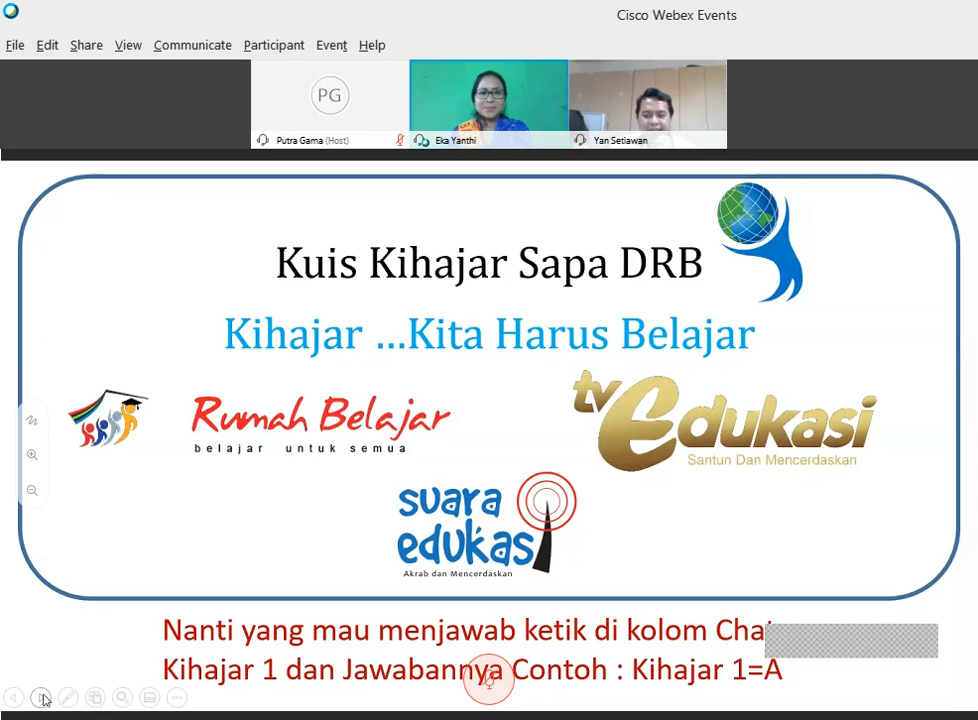 Cisco Webex Events
File Edit Share View Communicate Participant Event Help
PG
Putra Gama (Host) Eka Yanthi Yan Setiawan
Kuis Kihajar Sapa DRB
Kihajar ...Kita Harus Belajar
Rumah Belajar
belajar untuk semua
tv edukasi
Santun Dan Mencerdaskan
suara
edukasi
Akrab dan Mencerdaskan
Nanti yang mau menjawab ketik di kolom Chat
Kihajar 1 dan Jawabannya Contoh : Kihajar 1=A